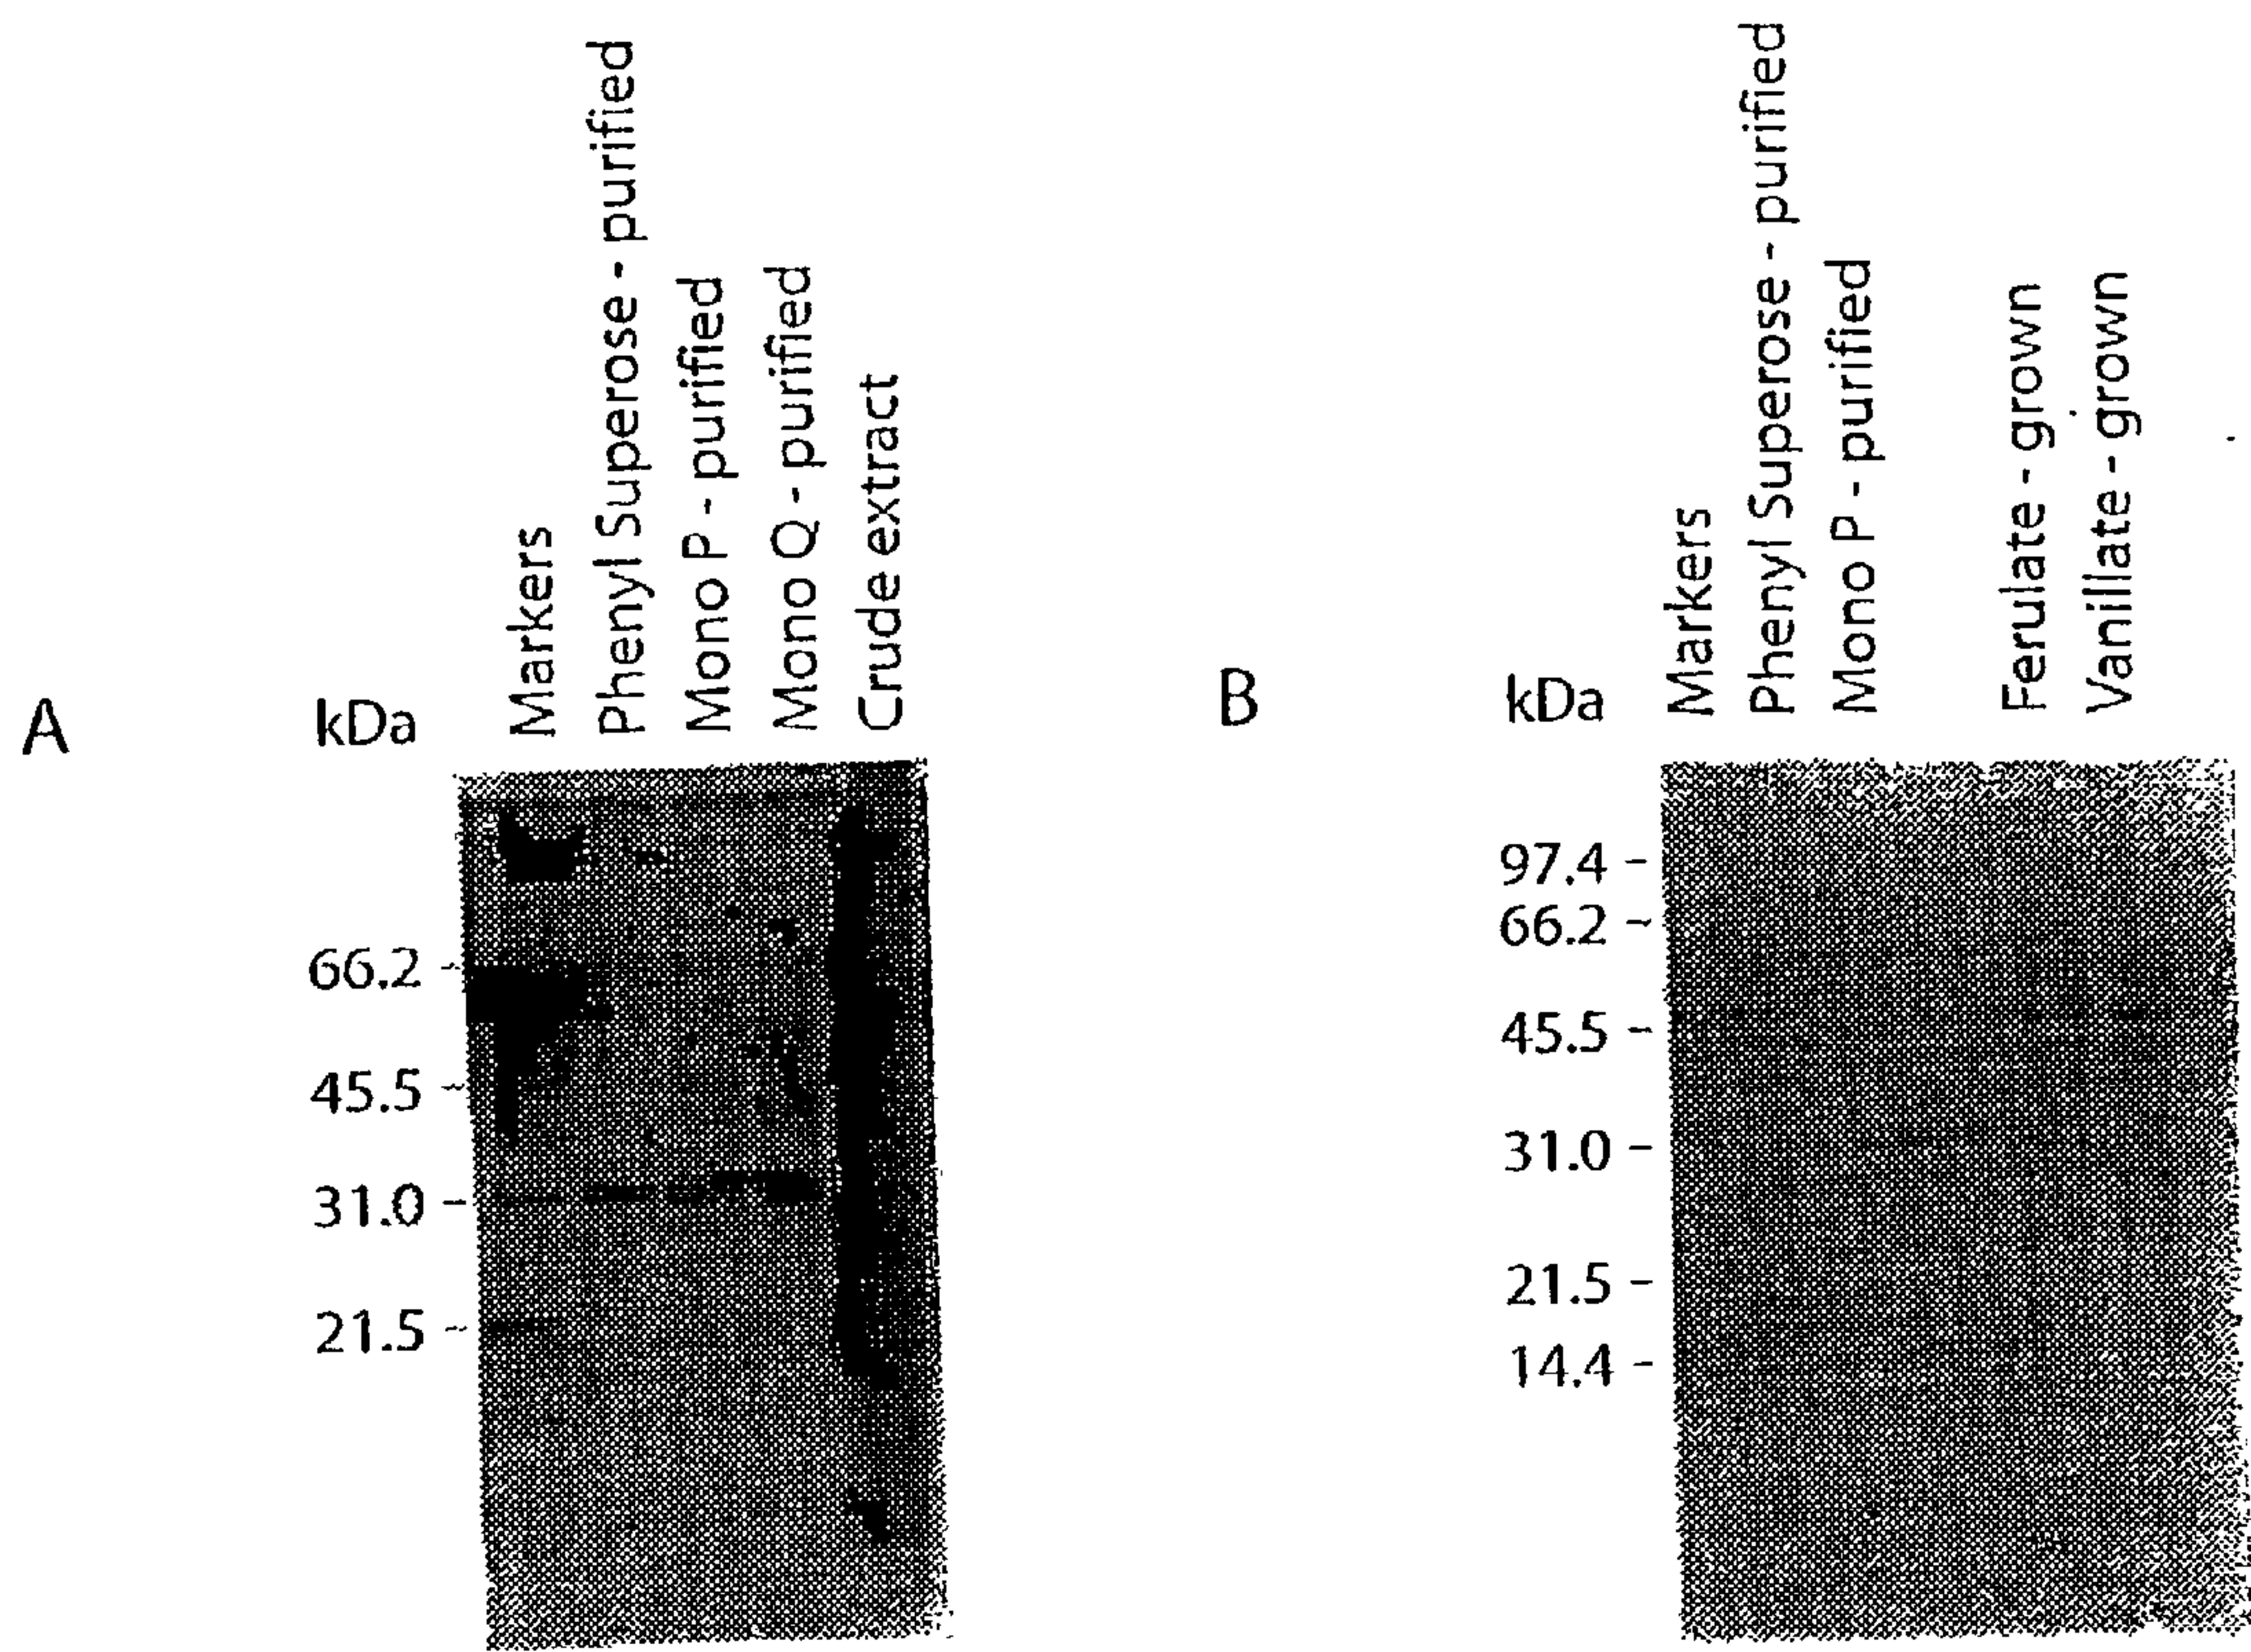 A
kDa
Markers
Phenyl Superose - purified
Mono P - purified
Mono Q - purified
Crude extract
66.2
45.5
31.0
21.5
B
kDa
Markers
Phenyl Superose - purified
Mono P - purified
Ferulate - grown
Vanillate - grown
97.4
66.2
45.5
31.0
21.5
14.4